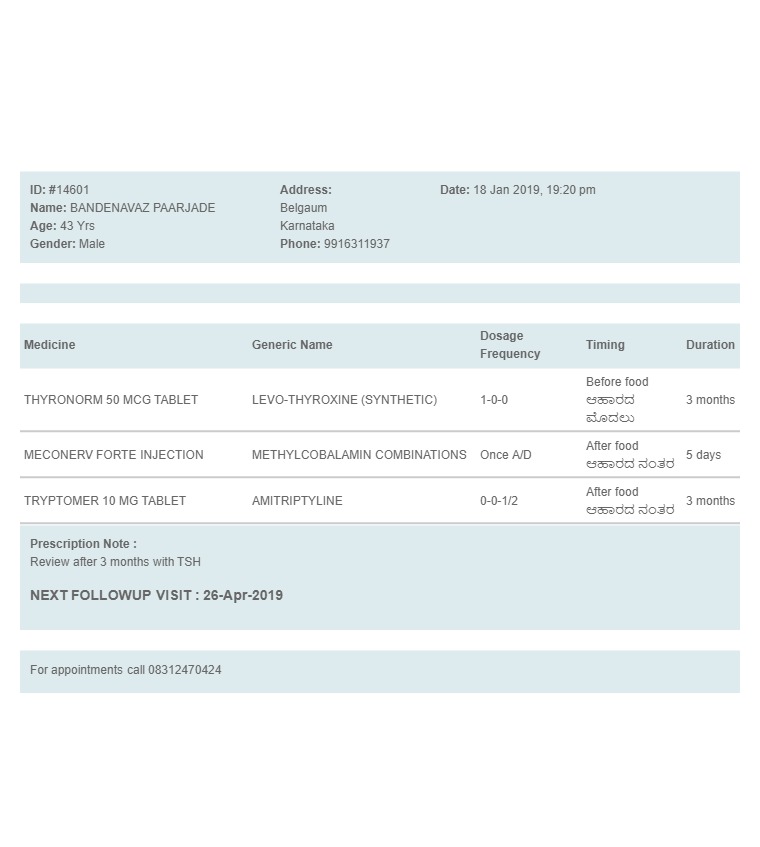 ID: #14601
Name: BANDENAVAZ PAARJADE
Age: 43 Yrs
Gender: Male
Address:
Belgaum
Karnataka
Phone: 9916311937
Date: 18 Jan 2019, 19:20 pm
Medicine Generic Name Dosage Frequency Timing Duration
THYRONORM 50 MCG TABLET LEVO-THYROXINE (SYNTHETIC) 1-0-0 Before food ಆಹಾರದ ಮೊದಲು 3 months
MECONERV FORTE INJECTION METHYLCOBALAMIN COMBINATIONS Once A/D After food ಆಹಾರದ ನಂತರ 5 days
TRYPTOMER 10 MG TABLET AMITRIPTYLINE 0-0-1/2 After food ಆಹಾರದ ನಂತರ 3 months
Prescription Note :
Review after 3 months with TSH
NEXT FOLLOWUP VISIT : 26-Apr-2019
For appointments call 08312470424